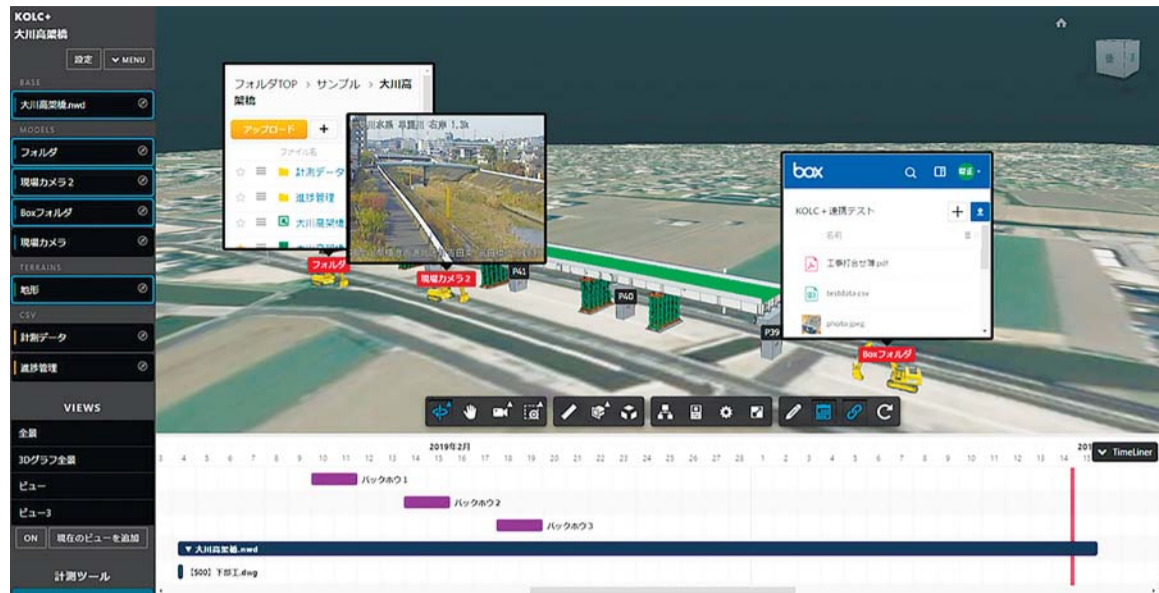 KOLC+
大川高架橋
設定
MENU
BASE
大川高架橋.nwd
MODELS
フォルダ
現場カメラ2
Boxフォルダ
現場カメラ
TERRAINS
地形
CSV
計測データ
進捗管理
VIEWS
全景
3Dグラフ全景
ビュー
ビュー3
ON
現在のビューを追加
計測ツール
フォルダTOP › サンプル › 大川高
架橋
アップロード
+
ファイル名
計測データ
進捗管理
大川高架橋
フォルダ
現場カメラ2
P41
P40
P39
box
KOLC+連携テスト
名前
工事打合せ簿.pdf
testdata.csv
photo.jpeg
Boxフォルダ
2019年2月
TimeLiner
3 4 5 6 7 8 9 10 11 12 13 14 15 16 17 18 19 20 21 22 23 24 25 26 27 28 1 2 3 4 5 6 7 8 9 10 11 12 13 14 15
バックホウ1
バックホウ2
バックホウ3
▼ 大川高架橋.nwd
[500] 下部工.dwg